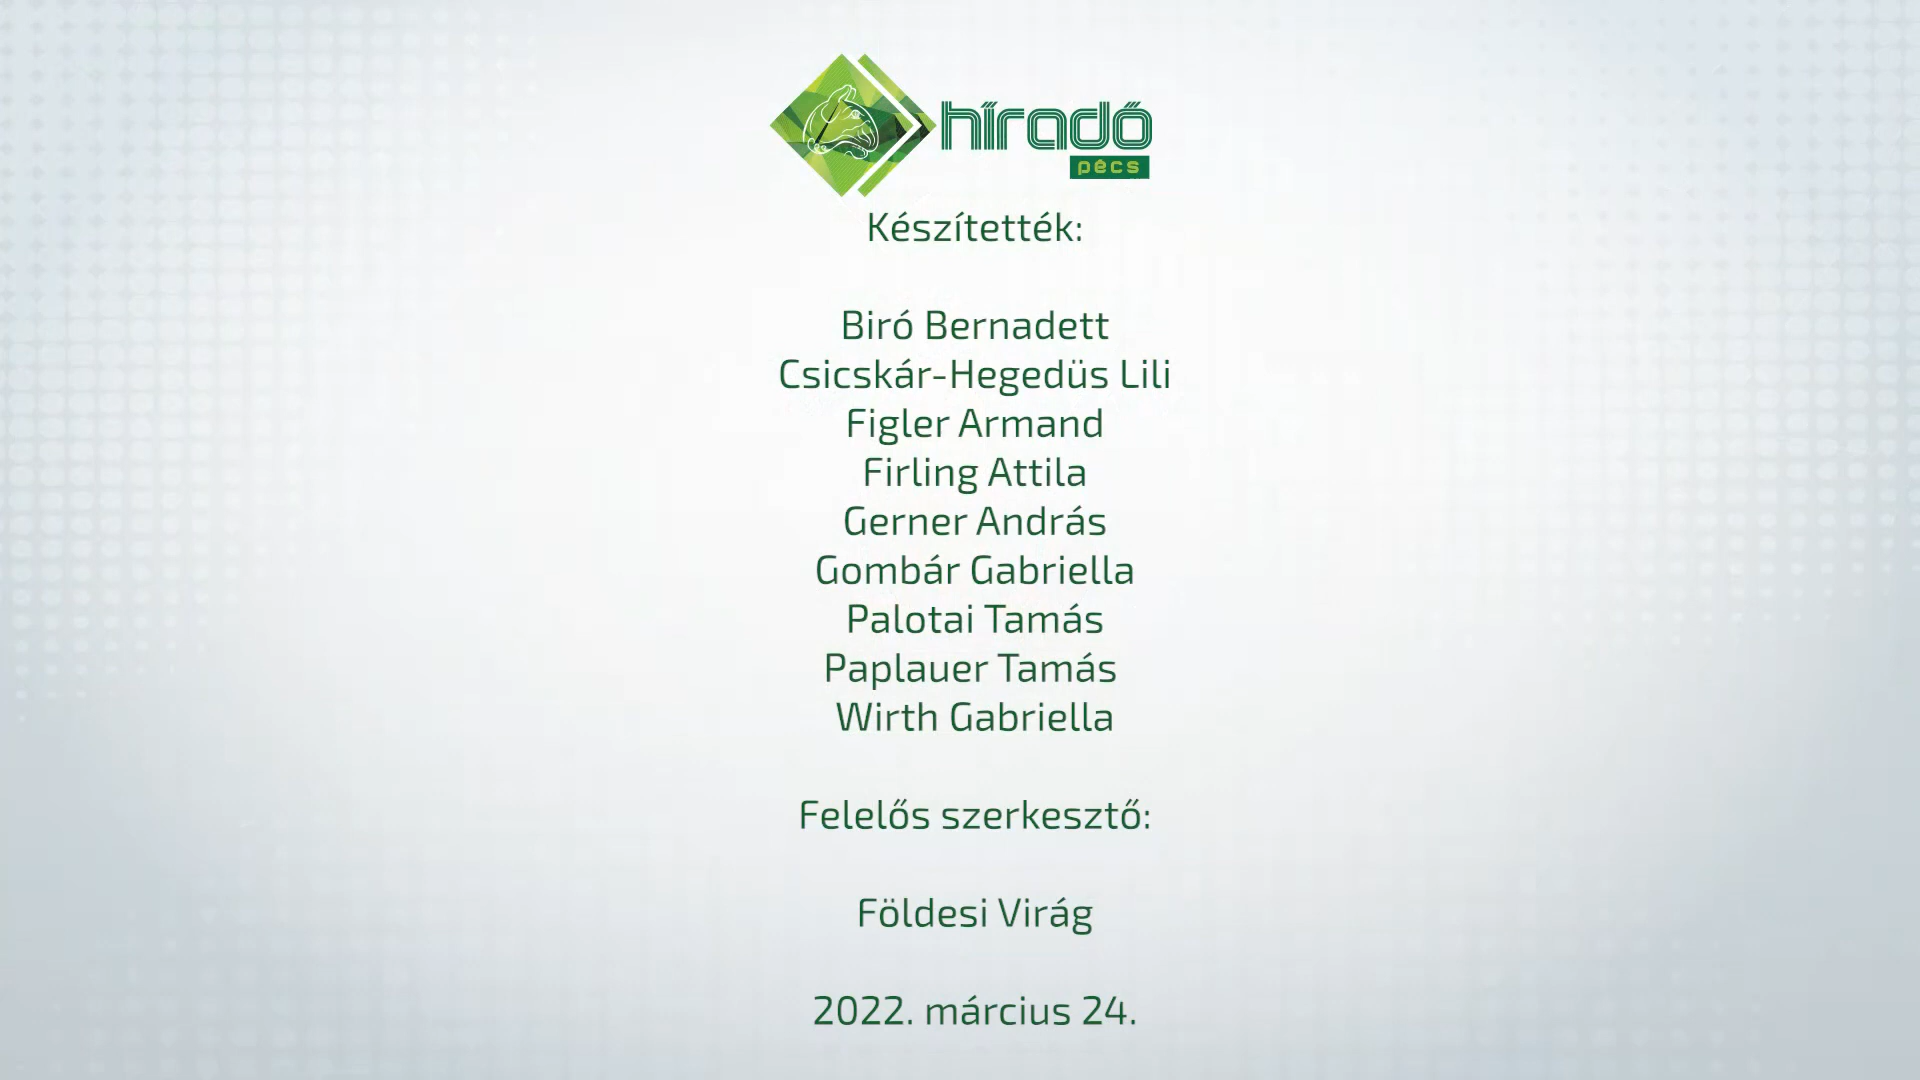 híradó
pécs
Készítették:
Biró Bernadett
Csicskár-Hegedüs Lili
Figler Armand
Firling Attila
Gerner András
Gombár Gabriella
Palotai Tamás
Paplauer Tamás
Wirth Gabriella
Felelős szerkesztő:
Földesi Virág
2022. március 24.